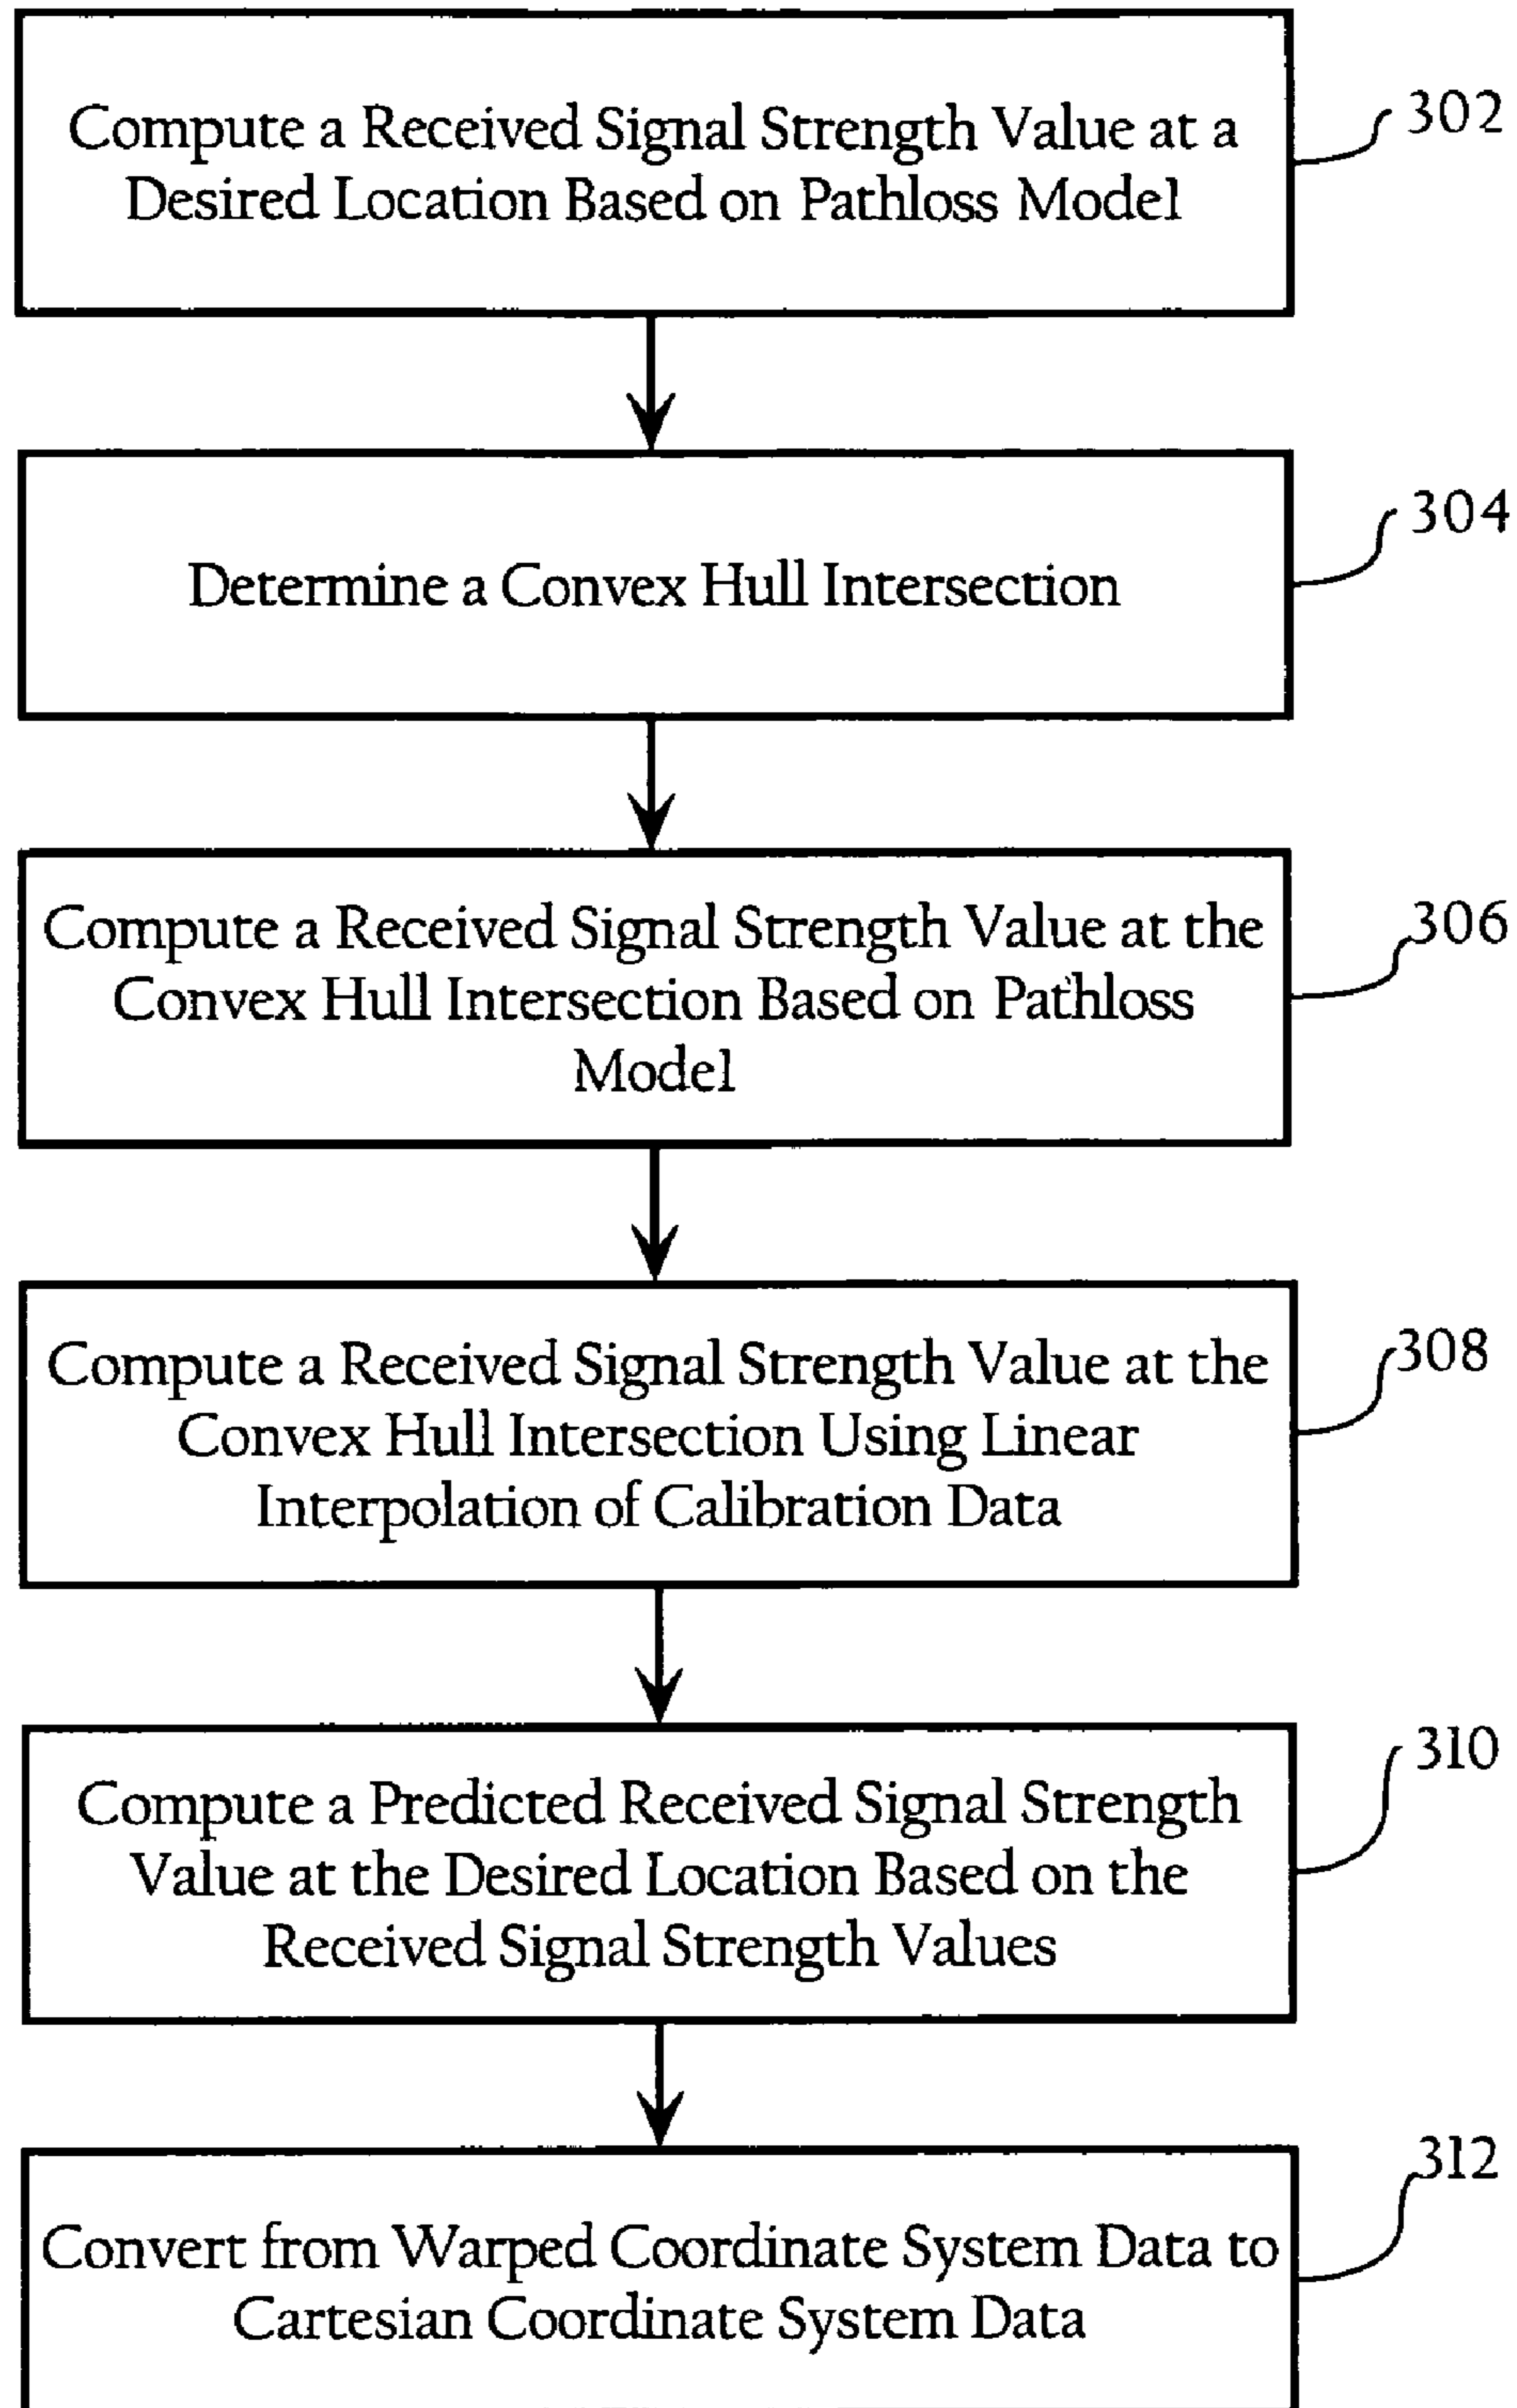 Compute a Received Signal Strength Value at a
Desired Location Based on Pathloss Model
302
Determine a Convex Hull Intersection
304
Compute a Received Signal Strength Value at the
Convex Hull Intersection Based on Pathloss
Model
306
Compute a Received Signal Strength Value at the
Convex Hull Intersection Using Linear
Interpolation of Calibration Data
308
Compute a Predicted Received Signal Strength
Value at the Desired Location Based on the
Received Signal Strength Values
310
Convert from Warped Coordinate System Data to
Cartesian Coordinate System Data
312